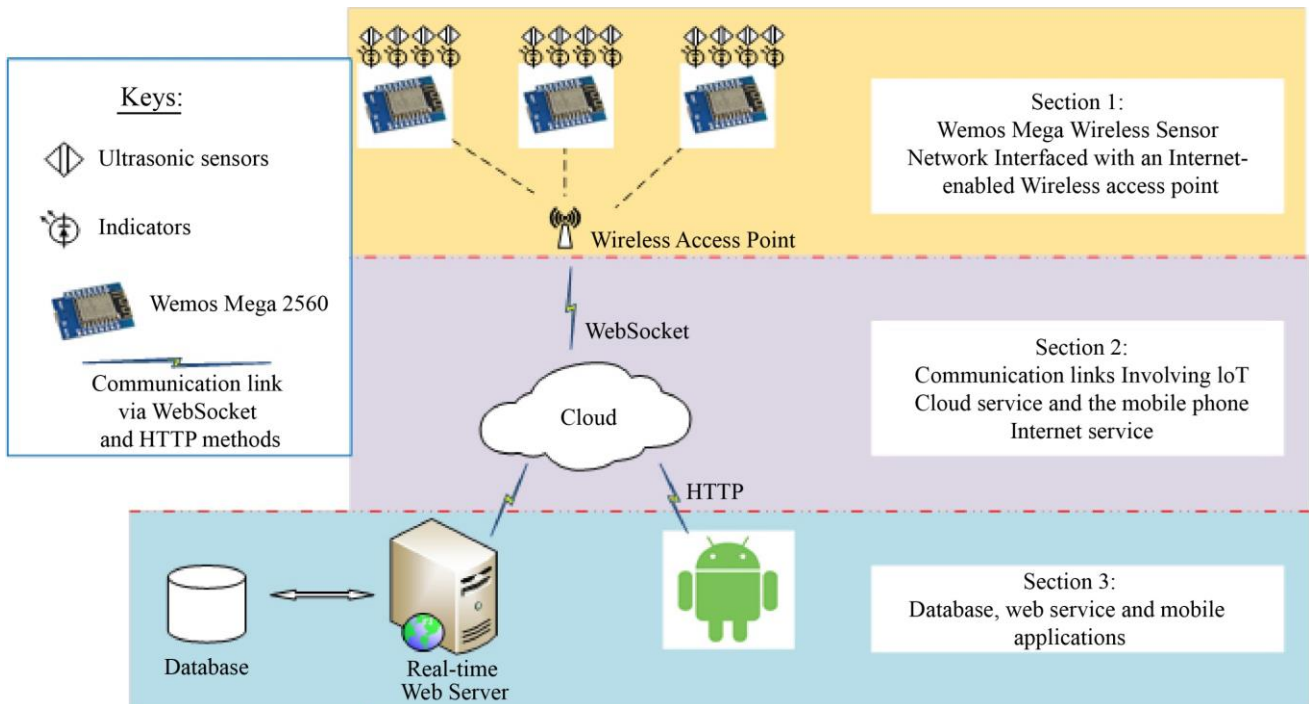 Keys:
Ultrasonic sensors
Indicators
Wemos Mega 2560
Communication link
via WebSocket
and HTTP methods
Section 1:
Wemos Mega Wireless Sensor
Network Interfaced with an Internet-
enabled Wireless access point
Wireless Access Point
WebSocket
Cloud
HTTP
Section 2:
Communication links Involving loT
Cloud service and the mobile phone
Internet service
Database
Real-time
Web Server
Section 3:
Database, web service and mobile
applications